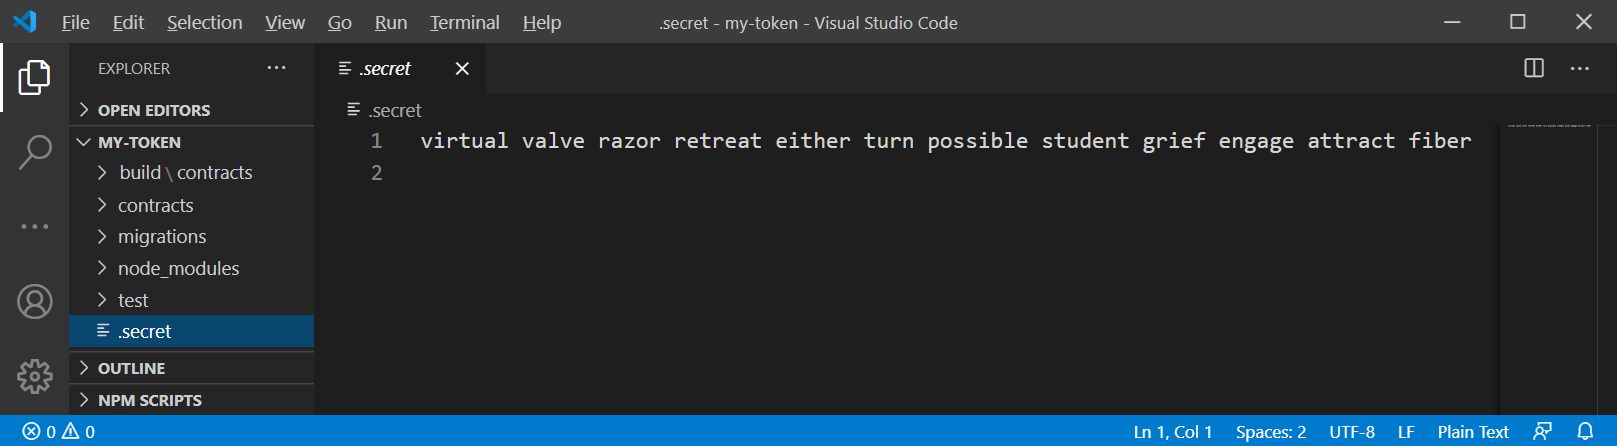 File Edit Selection View Go Run Terminal Help .secret - my-token - Visual Studio Code
EXPLORER
.secret
OPEN EDITORS
.secret
MY-TOKEN
1 virtual valve razor retreat either turn possible student grief engage attract fiber
2
build \ contracts
contracts
migrations
node_modules
test
.secret
OUTLINE
NPM SCRIPTS
0 0 Ln 1, Col 1 Spaces: 2 UTF-8 LF Plain Text